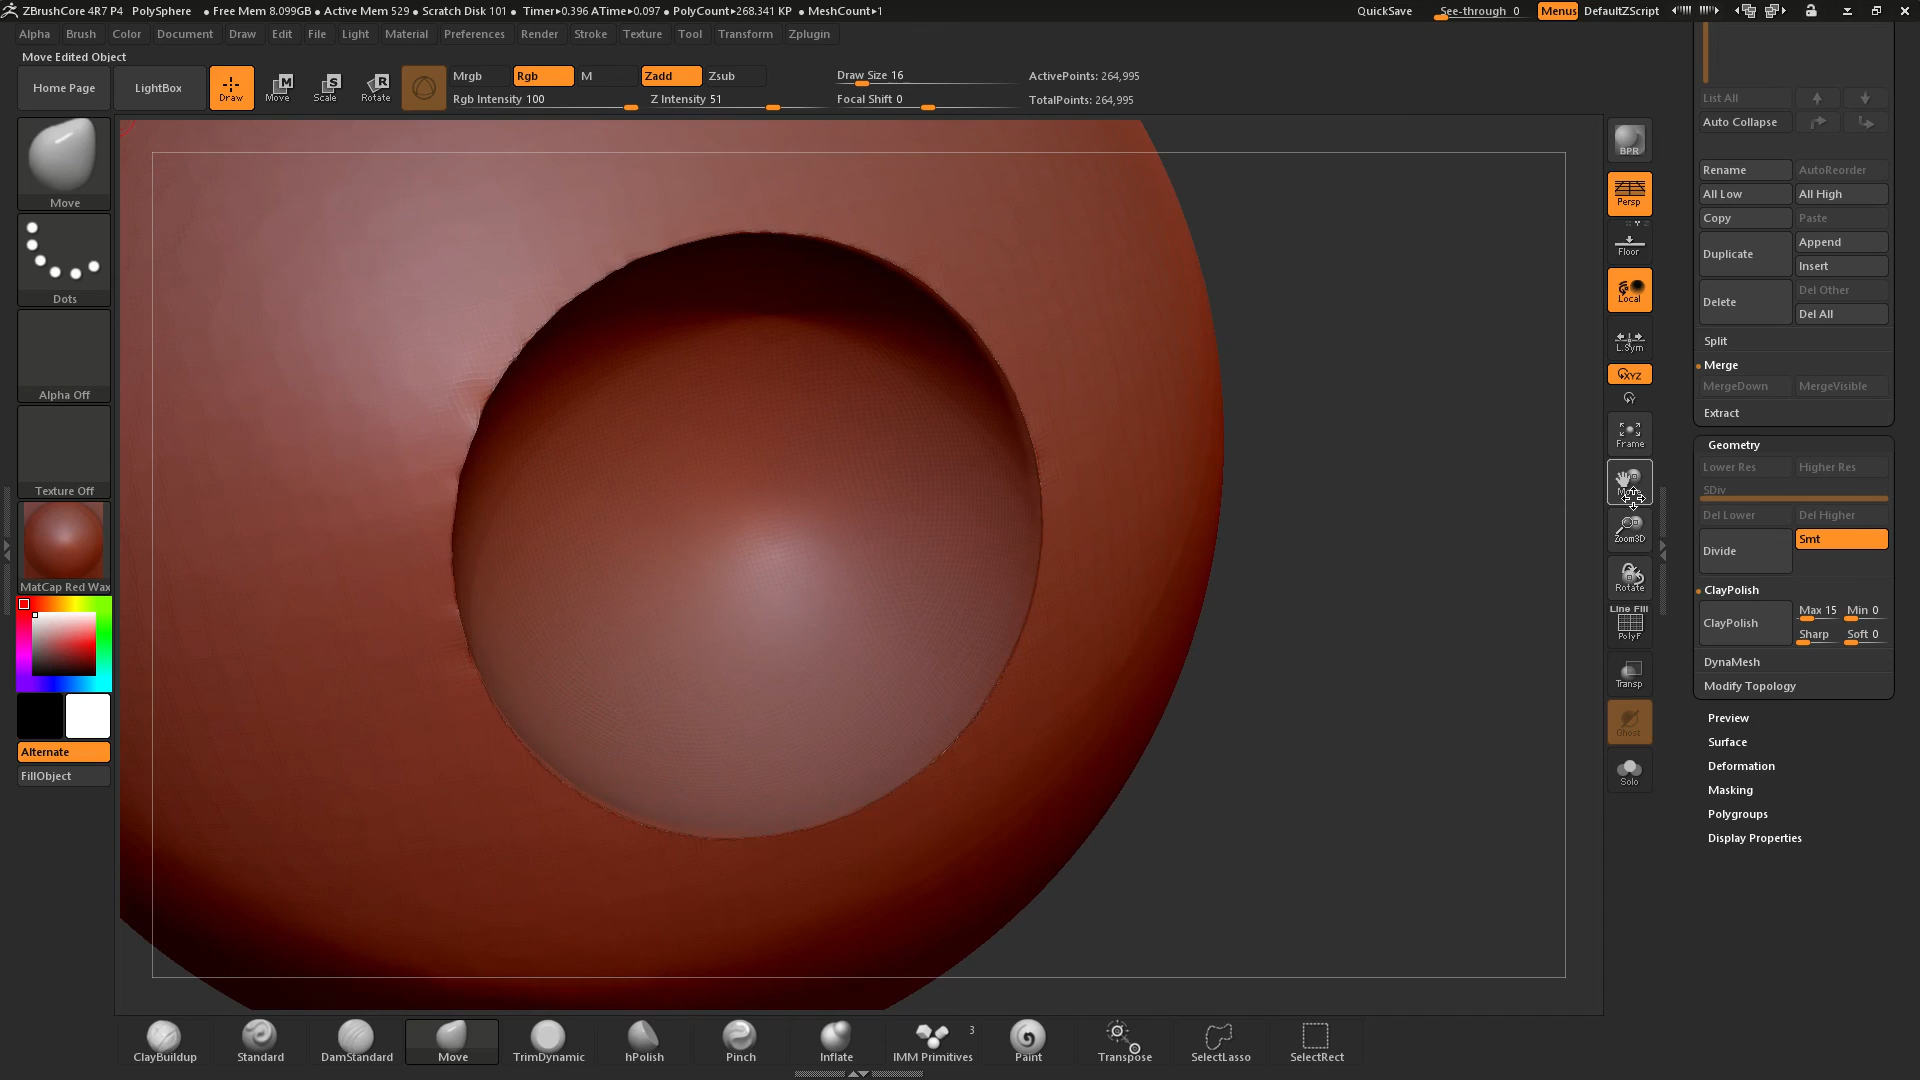 ZBrushCore 4R7 P4 PolySphere • Free Mem 8.099GB • Active Mem 529 • Scratch Disk 101 • Timer▸0.396 ATime▸0.097 • PolyCount▸268.341 KP • MeshCount▸1 QuickSave See-through 0 Menus DefaultZScript
Alpha Brush Color Document Draw Edit File Light Material Preferences Render Stroke Texture Tool Transform Zplugin
Move Edited Object
Home Page LightBox Draw Move Scale Rotate
Mrgb Rgb M Zadd Zsub Draw Size 16 ActivePoints: 264,995
Rgb Intensity 100 Z Intensity 51 Focal Shift 0 TotalPoints: 264,995
Move
Dots
Alpha Off
Texture Off
MatCap Red Wax
Alternate
FillObject
BPR
Persp
Floor
Local
L.Sym
XYZ
Y
Frame
Zoom3D
Rotate
Line Fill
PolyF
Transp
Ghost
Solo
List All
Auto Collapse
Rename AutoReorder
All Low All High
Copy Paste
Duplicate Append
Insert
Delete Del Other
Del All
Split
Merge
MergeDown MergeVisible
Extract
Geometry
Lower Res Higher Res
SDiv
Del Lower Del Higher
Divide Smt
ClayPolish
ClayPolish Max 15 Min 0
Sharp Soft 0
DynaMesh
Modify Topology
Preview
Surface
Deformation
Masking
Polygroups
Display Properties
ClayBuildup Standard DamStandard Move TrimDynamic hPolish Pinch Inflate IMM Primitives 3 Paint Transpose SelectLasso SelectRect